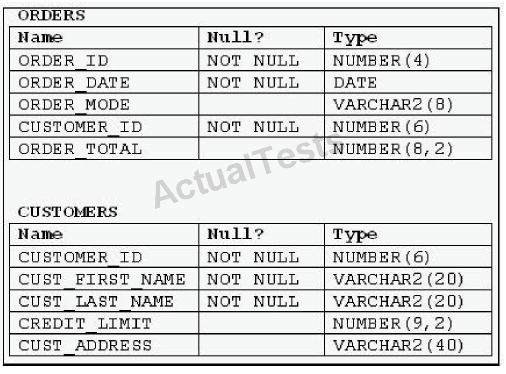 ORDERS
Name Null? Type
ORDER_ID NOT NULL NUMBER(4)
ORDER_DATE NOT NULL DATE
ORDER_MODE VARCHAR2(8)
CUSTOMER_ID NOT NULL NUMBER(6)
ORDER_TOTAL NUMBER(8,2)
ActualTests
CUSTOMERS
Name Null? Type
CUSTOMER_ID NOT NULL NUMBER(6)
CUST_FIRST_NAME NOT NULL VARCHAR2(20)
CUST_LAST_NAME NOT NULL VARCHAR2(20)
CREDIT_LIMIT NUMBER(9,2)
CUST_ADDRESS VARCHAR2(40)